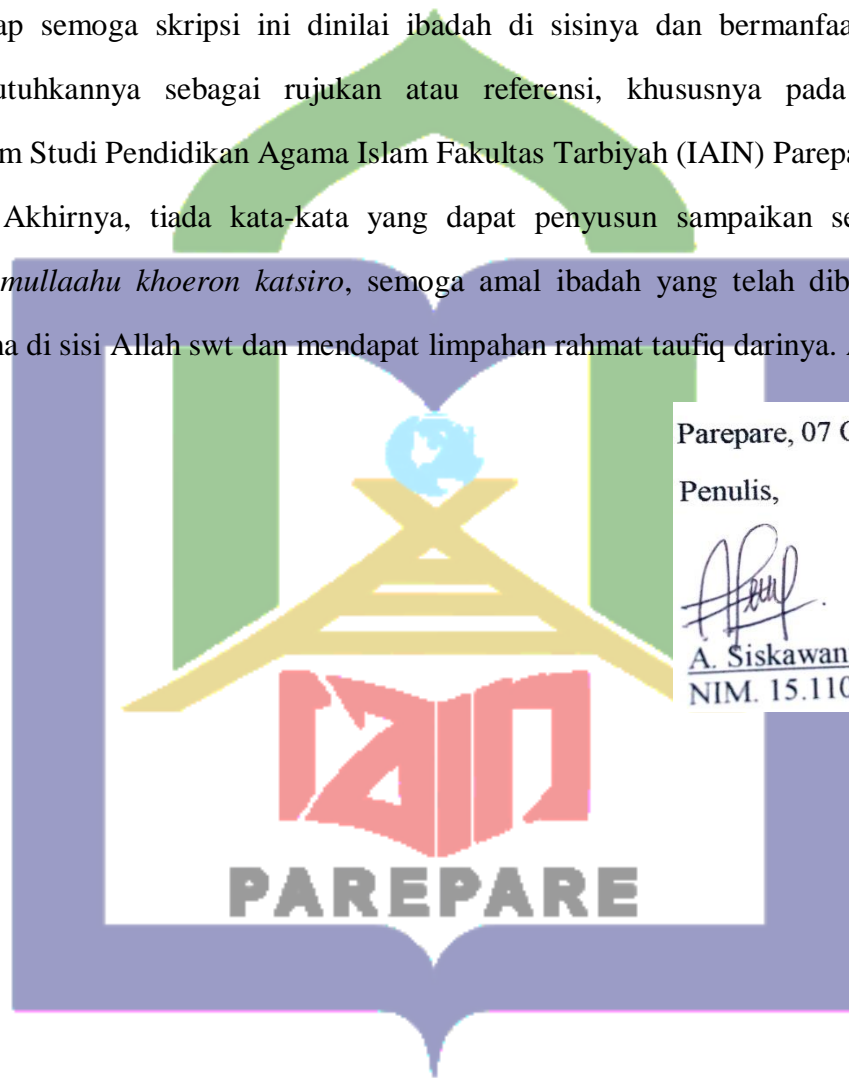 ap semoga skripsi ini dinilai ibadah di sisinya dan bermanfaa
utuhkannya sebagai rujukan atau referensi, khususnya pada
m Studi Pendidikan Agama Islam Fakultas Tarbiyah (IAIN) Parepa
Akhirnya, tiada kata-kata yang dapat penyusun sampaikan se
mullaahu khoeron katsiro, semoga amal ibadah yang telah dib
na di sisi Allah swt dan mendapat limpahan rahmat taufiq darinya. A
Parepare, 07 O
Penulis,
A. Siskawan
NIM. 15.110
IAIN
PAREPARE